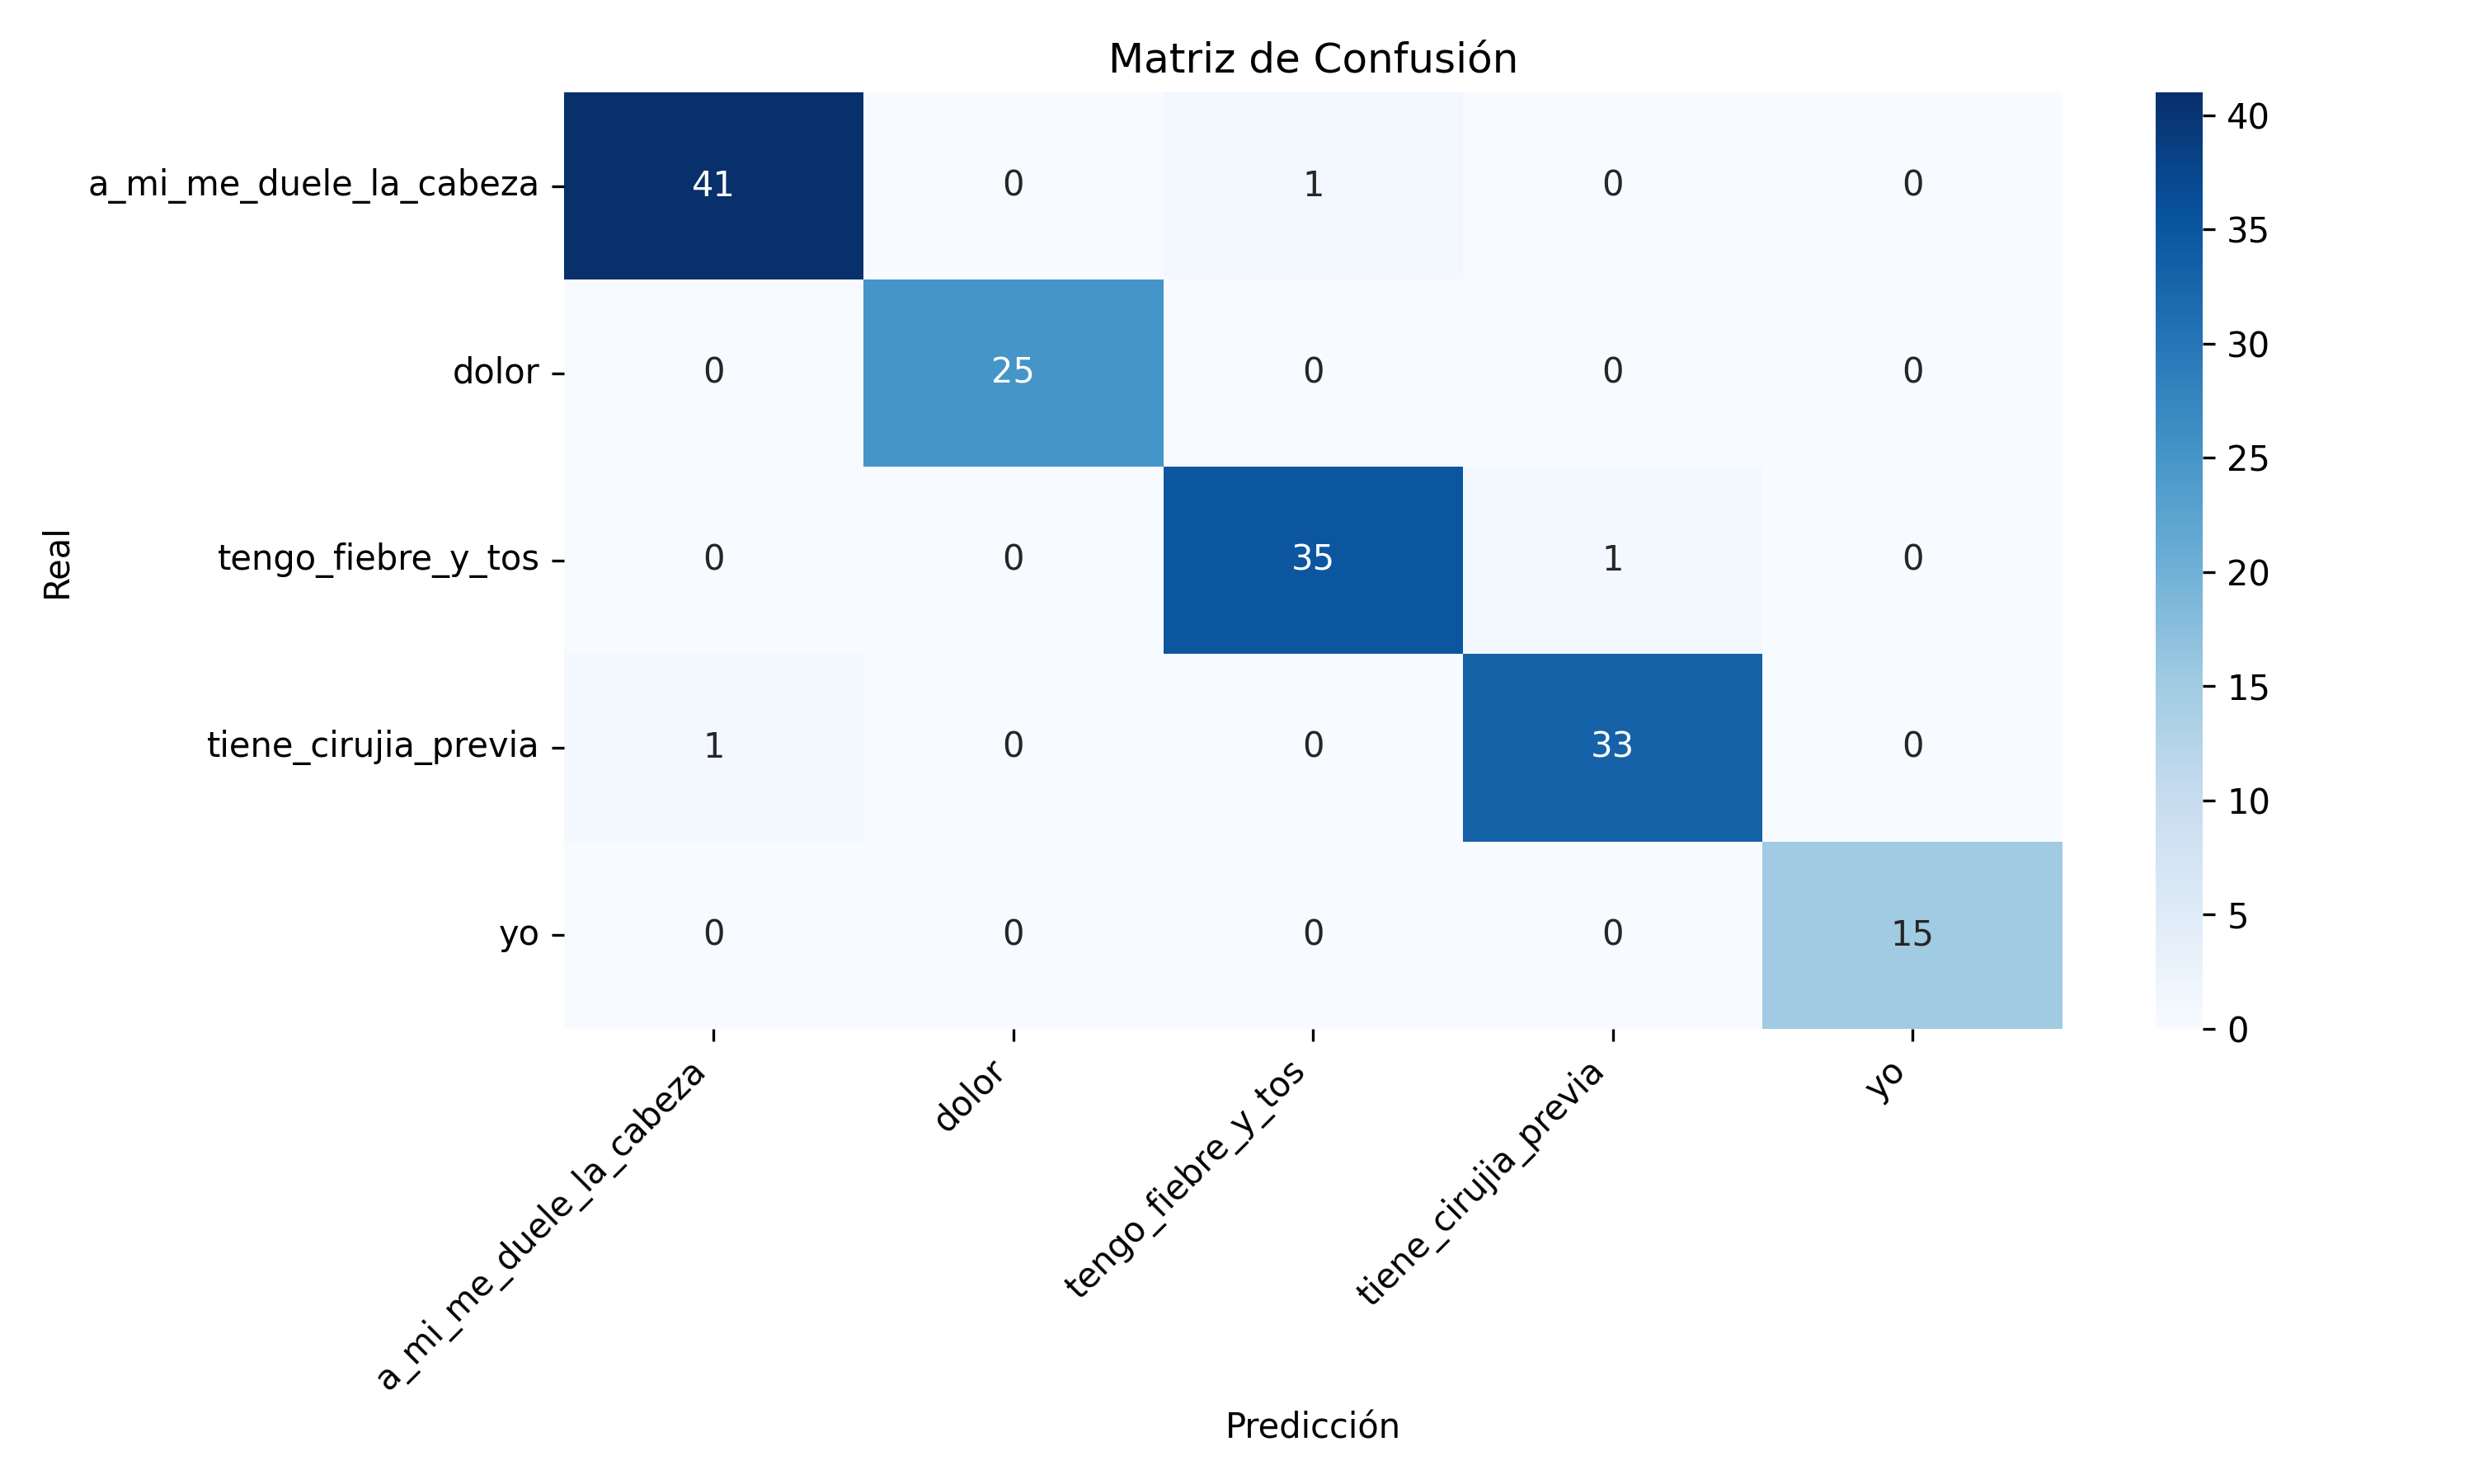 Matriz de Confusión
a_mi_me_duele_la_cabeza 41 0 1 0 0
dolor 0 25 0 0 0
tengo_fiebre_y_tos 0 0 35 1 0
tiene_cirujia_previa 1 0 0 33 0
yo 0 0 0 0 15
Real
a_mi_me_duele_la_cabeza
dolor
tengo_fiebre_y_tos
tiene_cirujia_previa
yo
Predicción
40
35
30
25
20
15
10
5
0